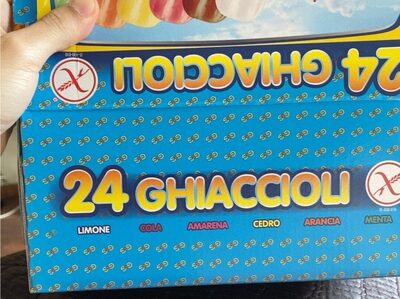 24 GHIACCIOLI
24 GHIACCIOLI
LIMONE COLA AMARENA CEDRO ARANCIA MENTA